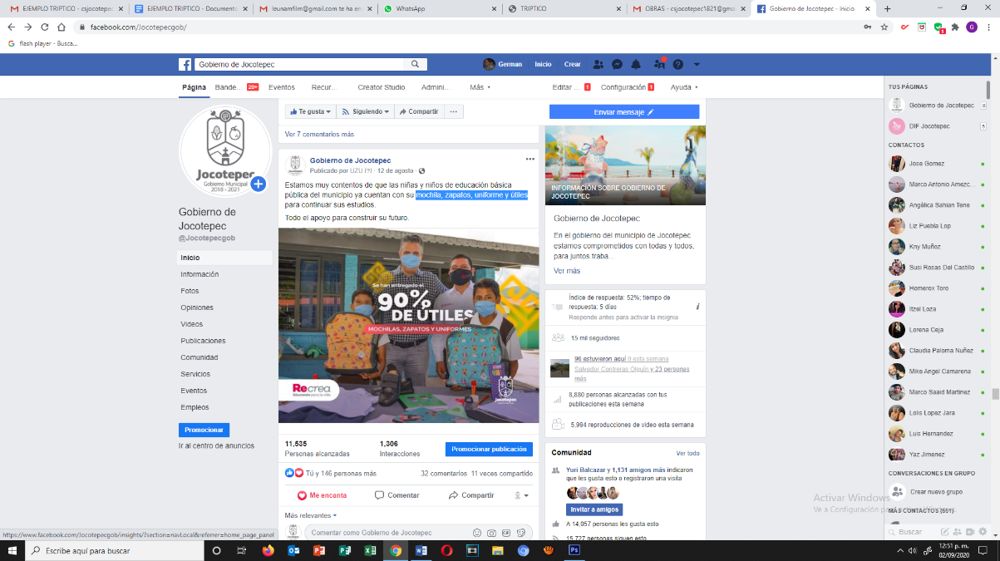 EJEMPLO TRIPTICO - csjocotepec
EJEMPLO TRIPTICO - Documento
leunamfilm@gmail.com te ha en
WhatsApp
TRIPTICO
OBRAS - csjocotepec1821@gma
Gobierno de Jocotepec - Inicio
facebook.com/Jocotepecgob/
flash player - Busca...
Gobierno de Jocotepec
German
Inicio
Crear
Página
Bande... 20+
Eventos
Recur...
Creator Studio
Admini...
Más
Editar ... 1
Configuración 1
Ayuda
Jocotepec
Gobierno Municipal
2018 - 2021
Gobierno de
Jocotepec
@Jocotepecgob
Inicio
Información
Fotos
Opiniones
Videos
Publicaciones
Comunidad
Servicios
Eventos
Empleos
Promocionar
Ir al centro de anuncios
Te gusta
Siguiendo
Compartir
Ver 7 comentarios más
Gobierno de Jocotepec
Publicado por UZU [?] · 12 de agosto ·
Estamos muy contentos de que las niñas y niños de educación básica
pública del municipio ya cuentan con su mochila, zapatos, uniforme y útiles
para continuar sus estudios.
Todo el apoyo para construir su futuro.
Se han entregado el
90%
DE ÚTILES
MOCHILAS, ZAPATOS Y UNIFORMES
Recrea
Jocotepec
11,535
Personas alcanzadas
1,306
Interacciones
Promocionar publicación
Tú y 146 personas más
32 comentarios 11 veces compartido
Me encanta
Comentar
Compartir
Más relevantes
Comentar como Gobierno de Jocotepec
Enviar mensaje
INFORMACIÓN SOBRE GOBIERNO DE
JOCOTEPEC
Gobierno de Jocotepec
En el gobierno del municipio de Jocotepec
estamos comprometidos con todas y todos,
para juntos traba...
Ver más
Índice de respuesta: 52%; tiempo de
respuesta: 5 días
Responde antes para activar la insignia
15 mil seguidores
96 estuvieron aquí 0 esta semana
Salvador Contreras Olguin y 23 personas
más
8,880 personas alcanzadas con tus
publicaciones esta semana
5,994 reproducciones de video esta semana
Comunidad
Ver todo
Yuri Balcazar y 1,131 amigos más indicaron
que les gusta esto o registraron una visita
Invitar a amigos
A 14,057 personas les gusta esto
15,727 personas siguen esto
TUS PÁGINAS
Gobierno de Jocotepec
DIF Jocotepec 5
CONTACTOS
Jose Gomez
Marco Antonio Amezc...
Angélica Sahian Tene
Liz Puebla Lop
Kny Muñoz
Susi Rosas Del Castillo
Homerox Toro
Itzel Loza
Lorena Ceja
Claudia Paloma Nuñez
Mike Angel Camarena
Marco Saaid Martinez
Lolis Lopez Jara
Luis Hernandez
Yaz Jimenez
CONVERSACIONES EN GRUPO
Crear nuevo grupo
MÁS CONTACTOS (551)
Buscar
Activar Windows
Ve a Configuración
https://www.facebook.com/Jocotepecgob/insights/?section=navLocal&referrer=home_page_panel
Escribe aquí para buscar
12:51 p. m.
02/09/2020